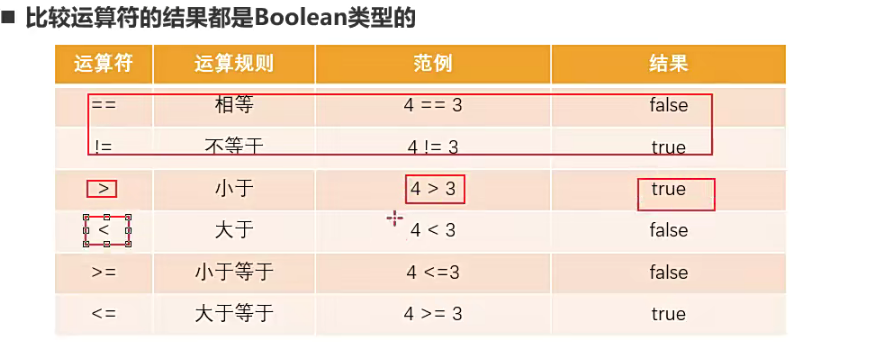 ■ 比较运算符的结果都是Boolean类型的
运算符 运算规则 范例 结果
== 相等 4 == 3 false
!= 不等于 4 != 3 true
> 小于 4 > 3 true
< 大于 4 < 3 false
>= 小于等于 4 <=3 false
<= 大于等于 4 >= 3 true